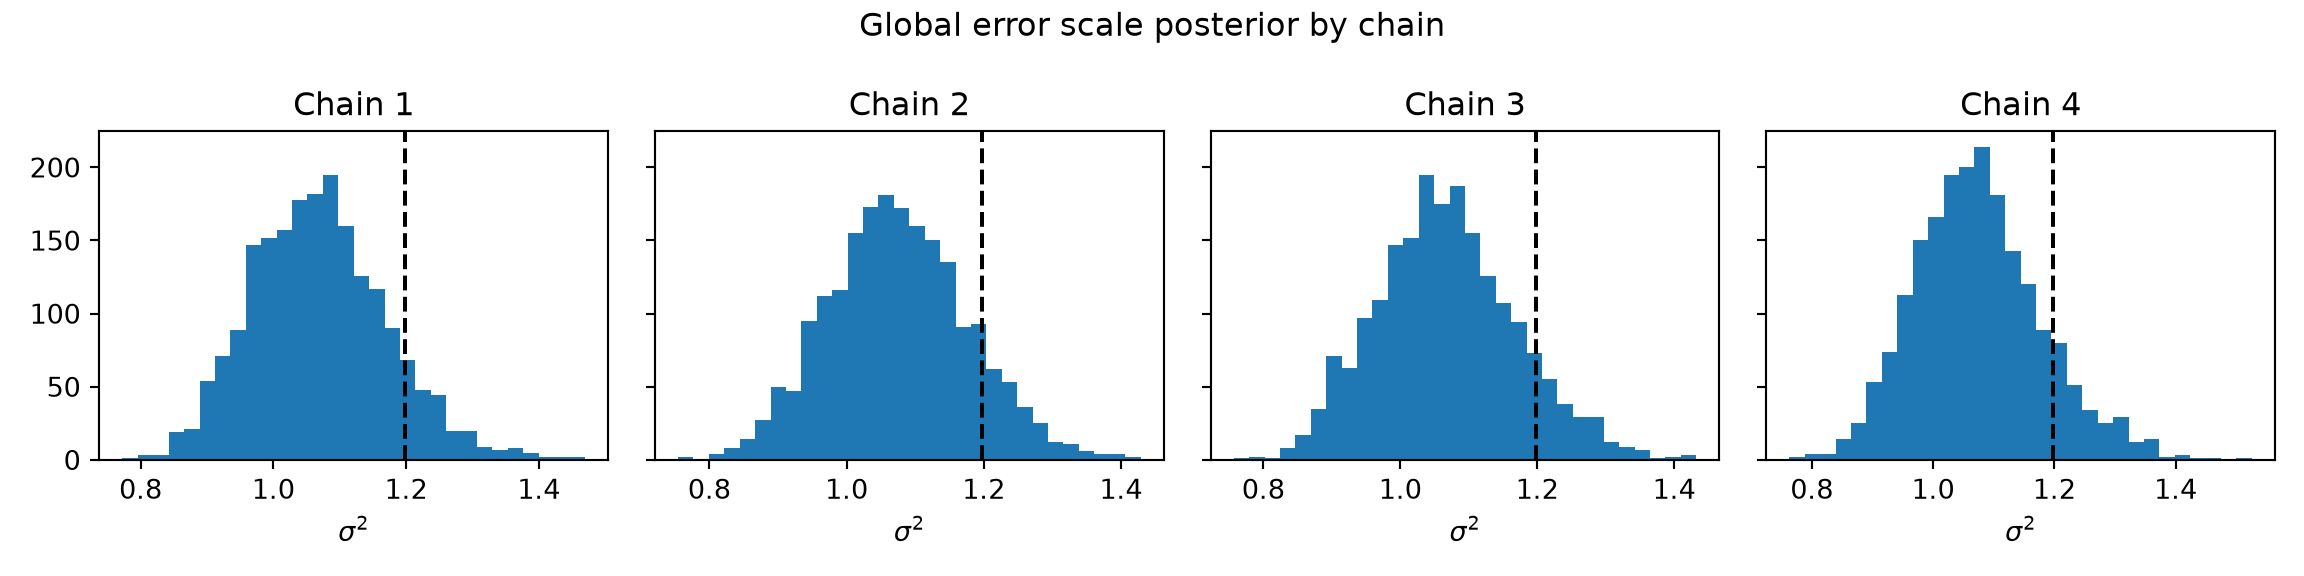 Global error scale posterior by chain
Chain 1
Chain 2
Chain 3
Chain 4
200
150
100
50
0
0.8 1.0 1.2 1.4
0.8 1.0 1.2 1.4
0.8 1.0 1.2 1.4
0.8 1.0 1.2 1.4
σ²
σ²
σ²
σ²